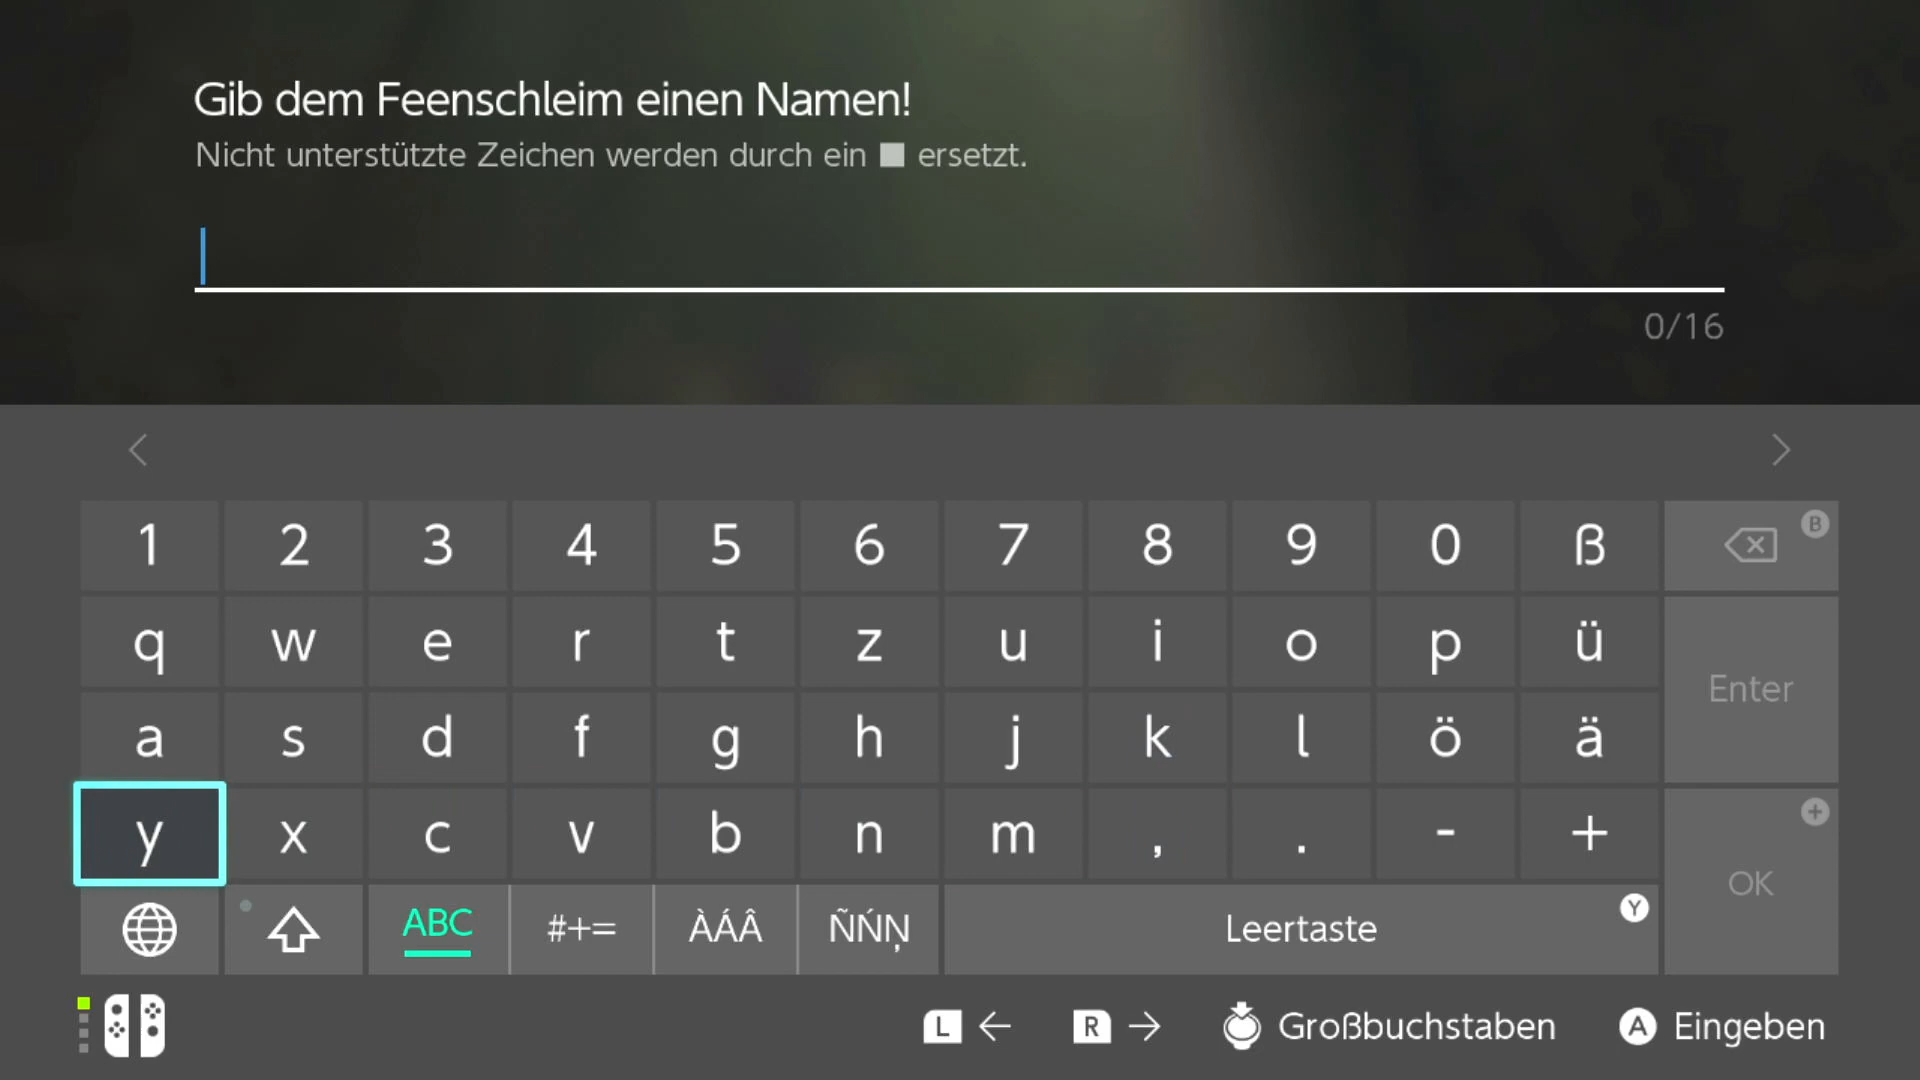 Gib dem Feenschleim einen Namen!
Nicht unterstützte Zeichen werden durch ein ■ ersetzt.
0/16
1 2 3 4 5 6 7 8 9 0 ß B
q w e r t z u i o p ü Enter
a s d f g h j k l ö ä
y x c v b n m , . - + OK
ABC #+= ÀÁÂ ÑŃŅ Leertaste Y
L ← R → Großbuchstaben A Eingeben